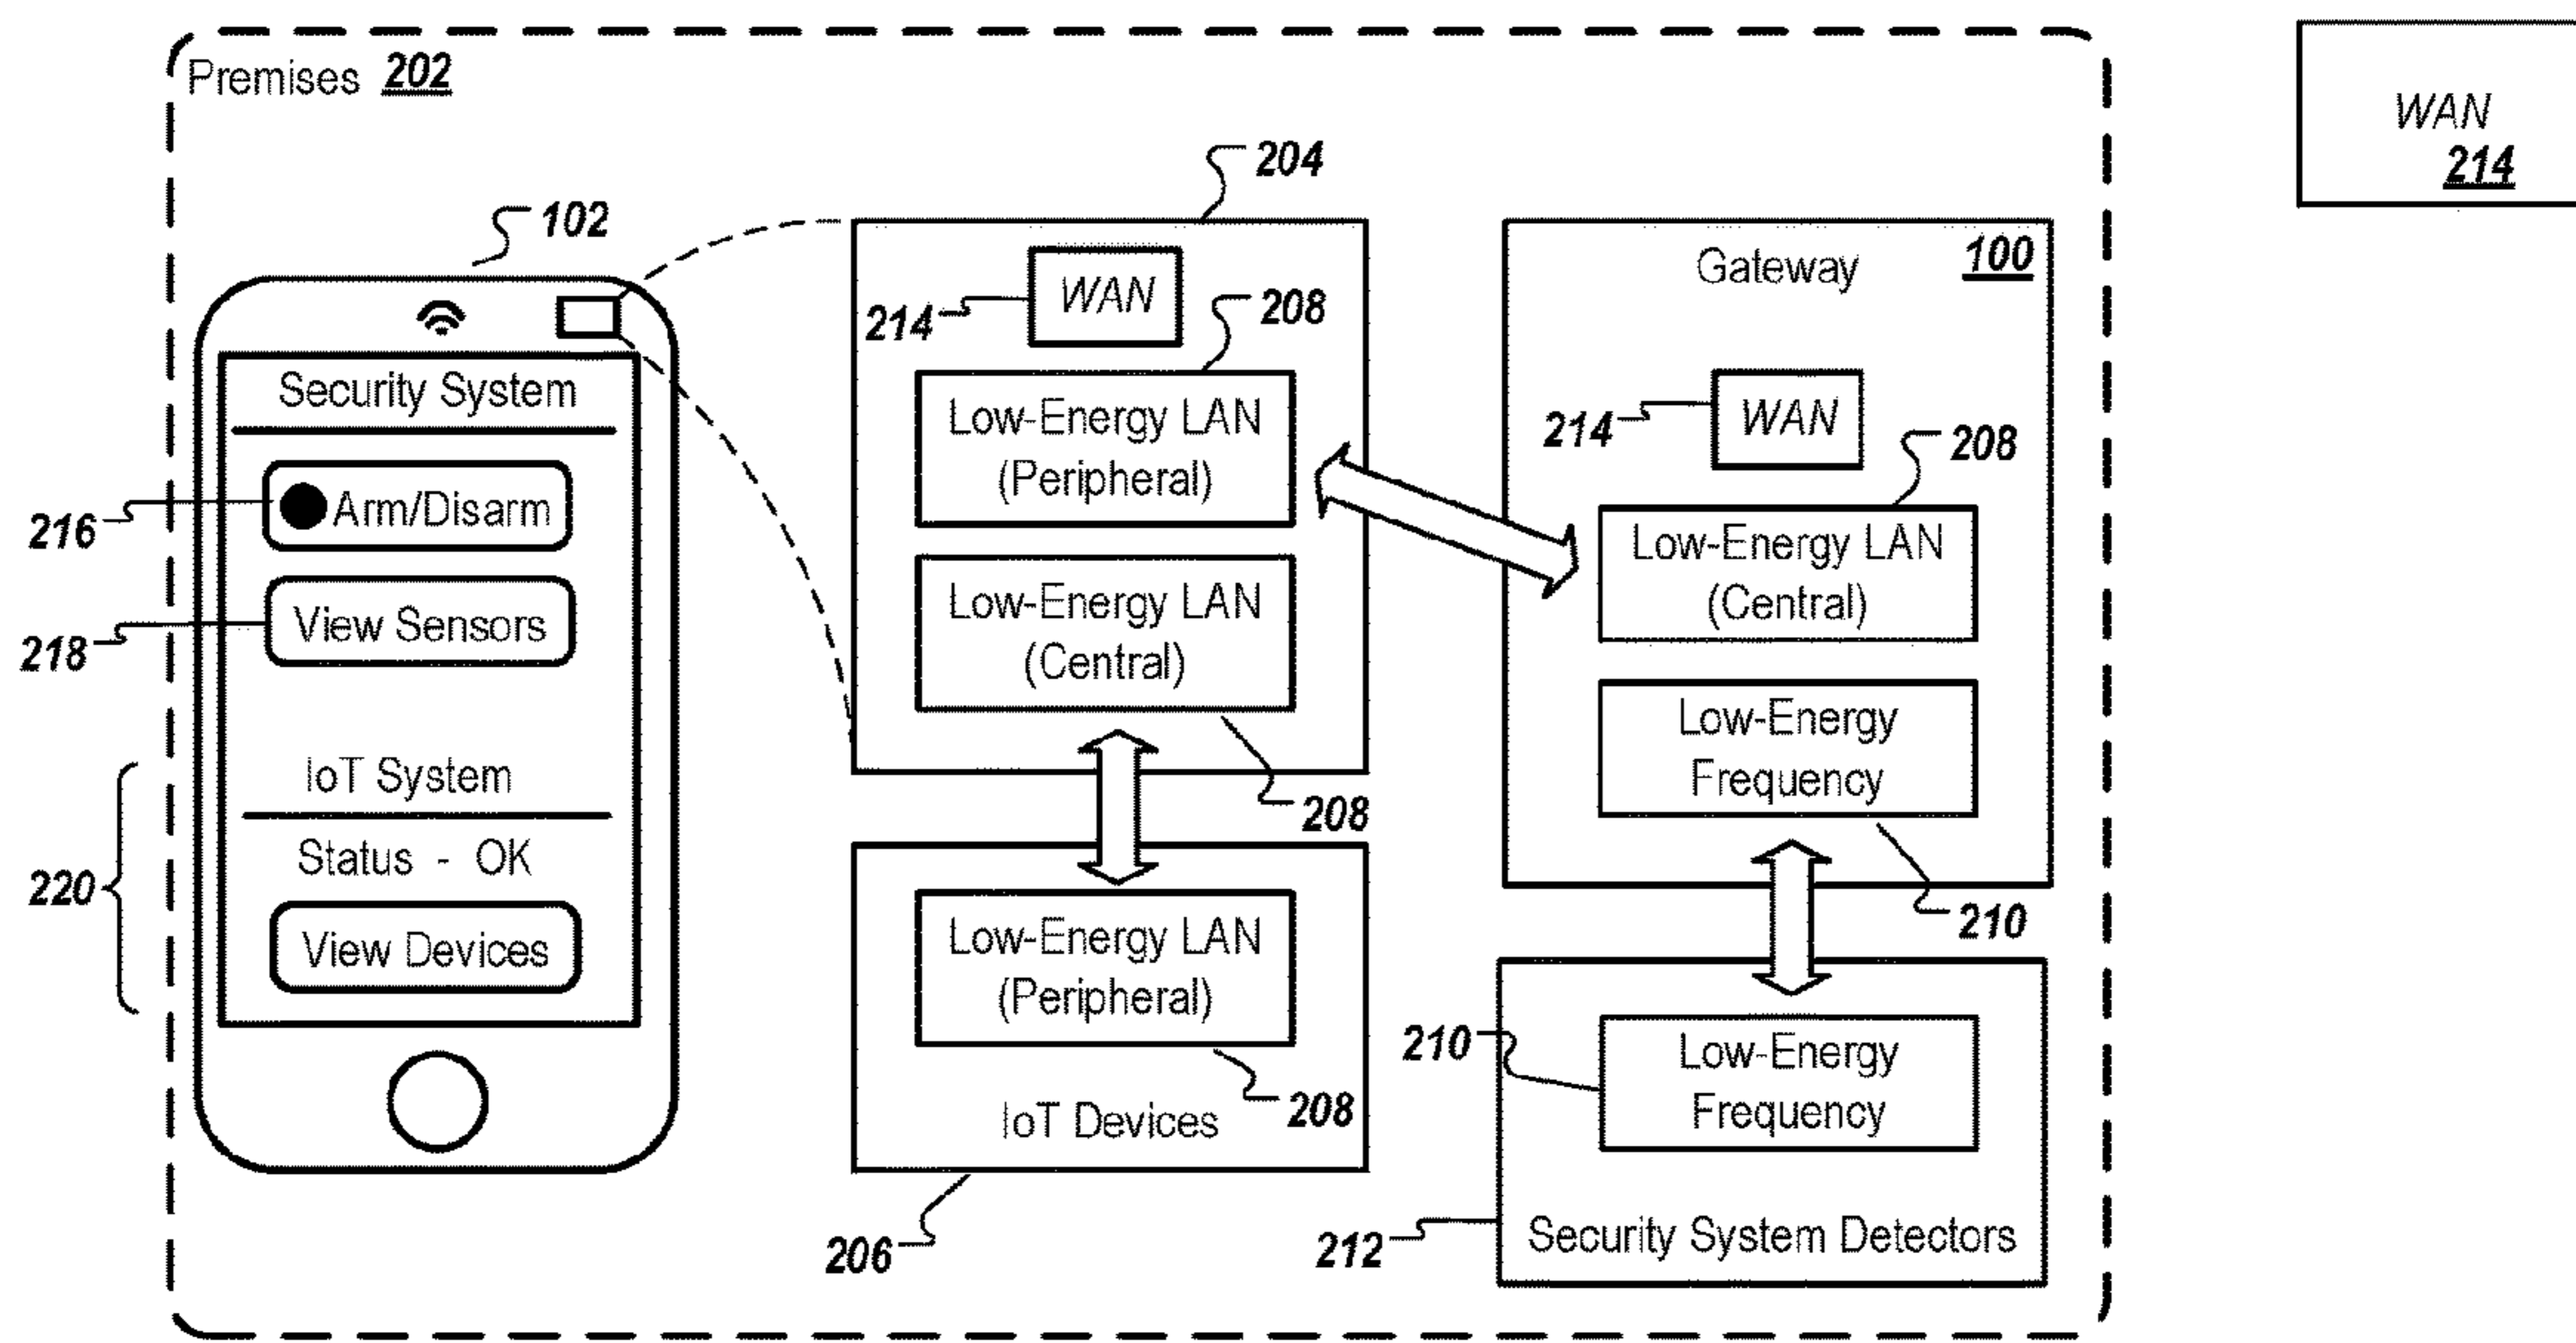 Premises 202
WAN
214
102
Security System
Arm/Disarm
216
View Sensors
218
IoT System
Status - OK
View Devices
220
204
WAN
214
208
Low-Energy LAN
(Peripheral)
Low-Energy LAN
(Central)
208
Low-Energy LAN
(Peripheral)
208
IoT Devices
206
Gateway 100
WAN
214
208
Low-Energy LAN
(Central)
Low-Energy
Frequency
210
210
Low-Energy
Frequency
Security System Detectors
212